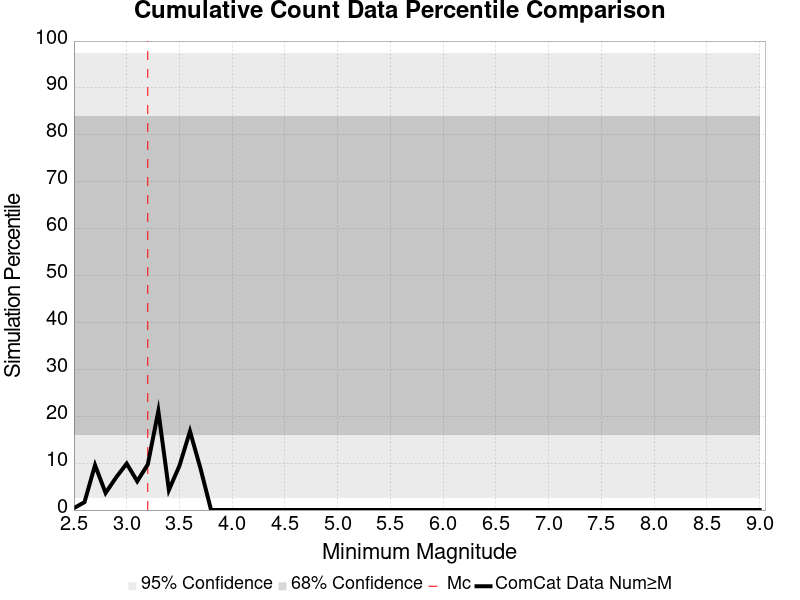 Cumulative Count Data Percentile Comparison
100
90
80
70
60
50
40
30
20
10
0
Simulation Percentile
2.5 3.0 3.5 4.0 4.5 5.0 5.5 6.0 6.5 7.0 7.5 8.0 8.5 9.0
Minimum Magnitude
95% Confidence 68% Confidence Mc ComCat Data Num≥M